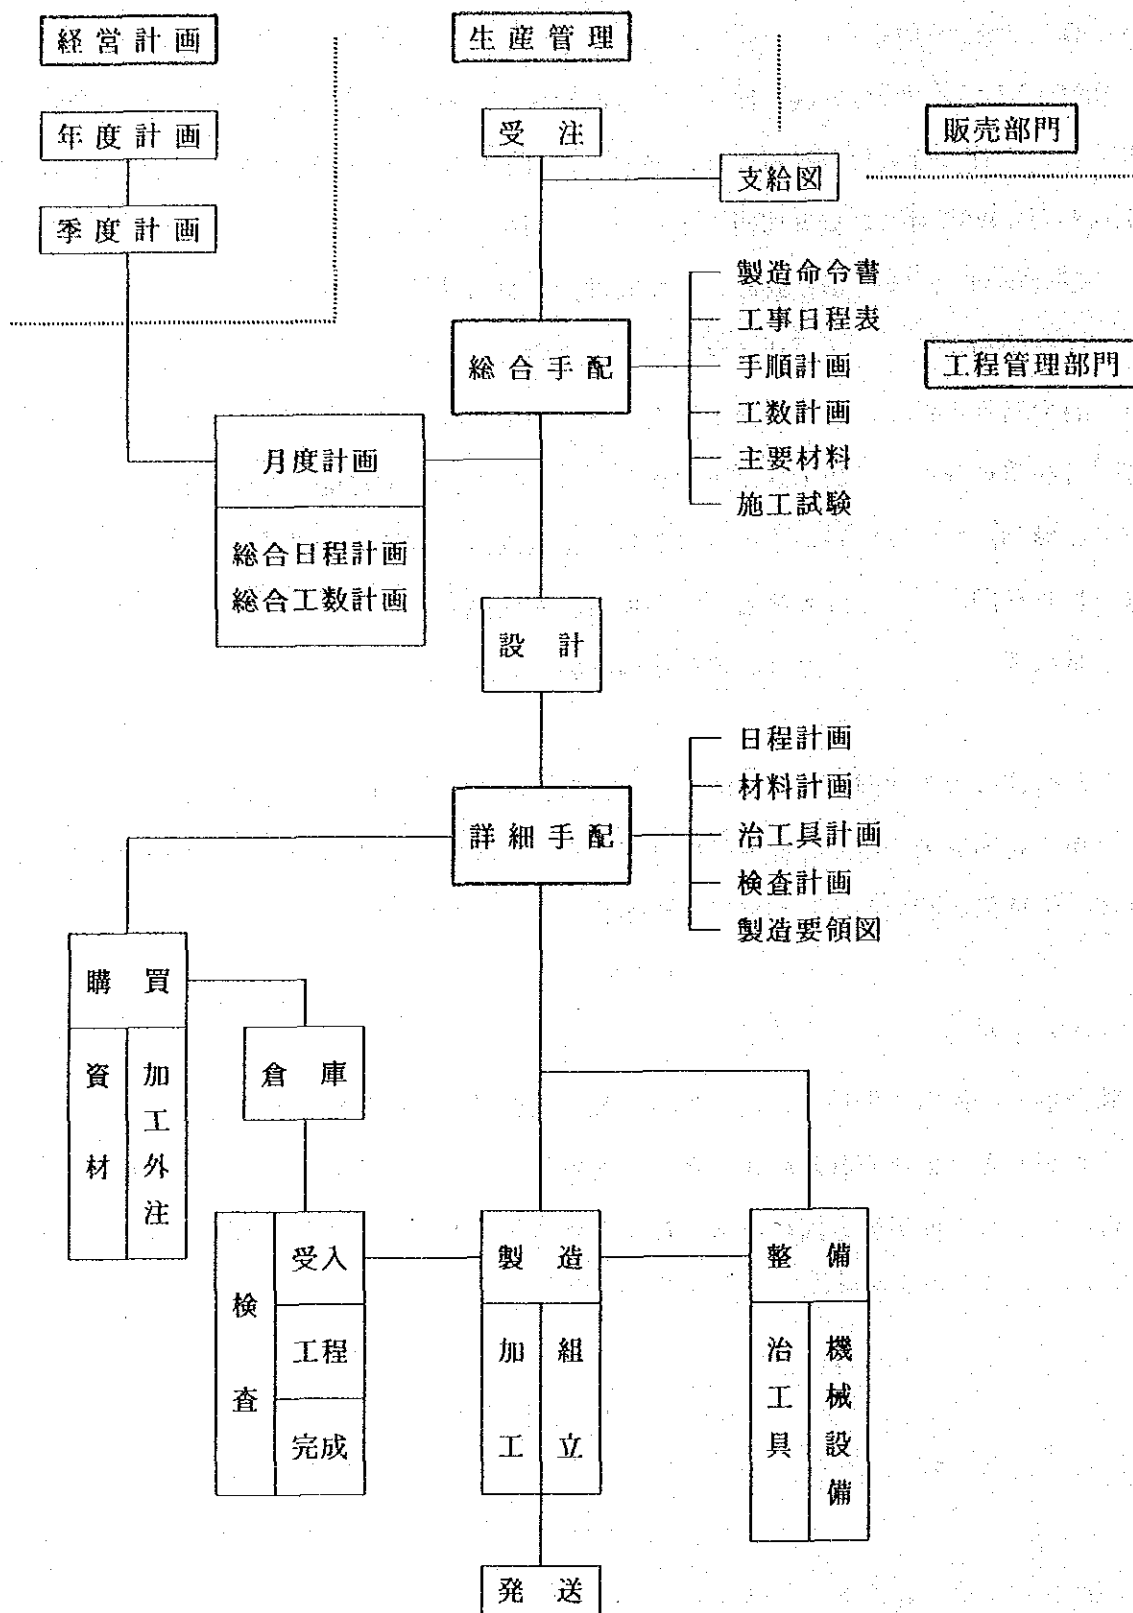 経営計画
生産管理
年度計画
受注
販売部門
支給図
季度計画
製造命令書
工事日程表
総合手配
手順計画
工程管理部門
工数計画
月度計画
主要材料
施工試験
総合日程計画
総合工数計画
設計
日程計画
材料計画
詳細手配
治工具計画
検査計画
製造要領図
購買
資材
加工外注
倉庫
検査
受入
工程
完成
製造
加工
組立
整備
治工具
機械設備
発送